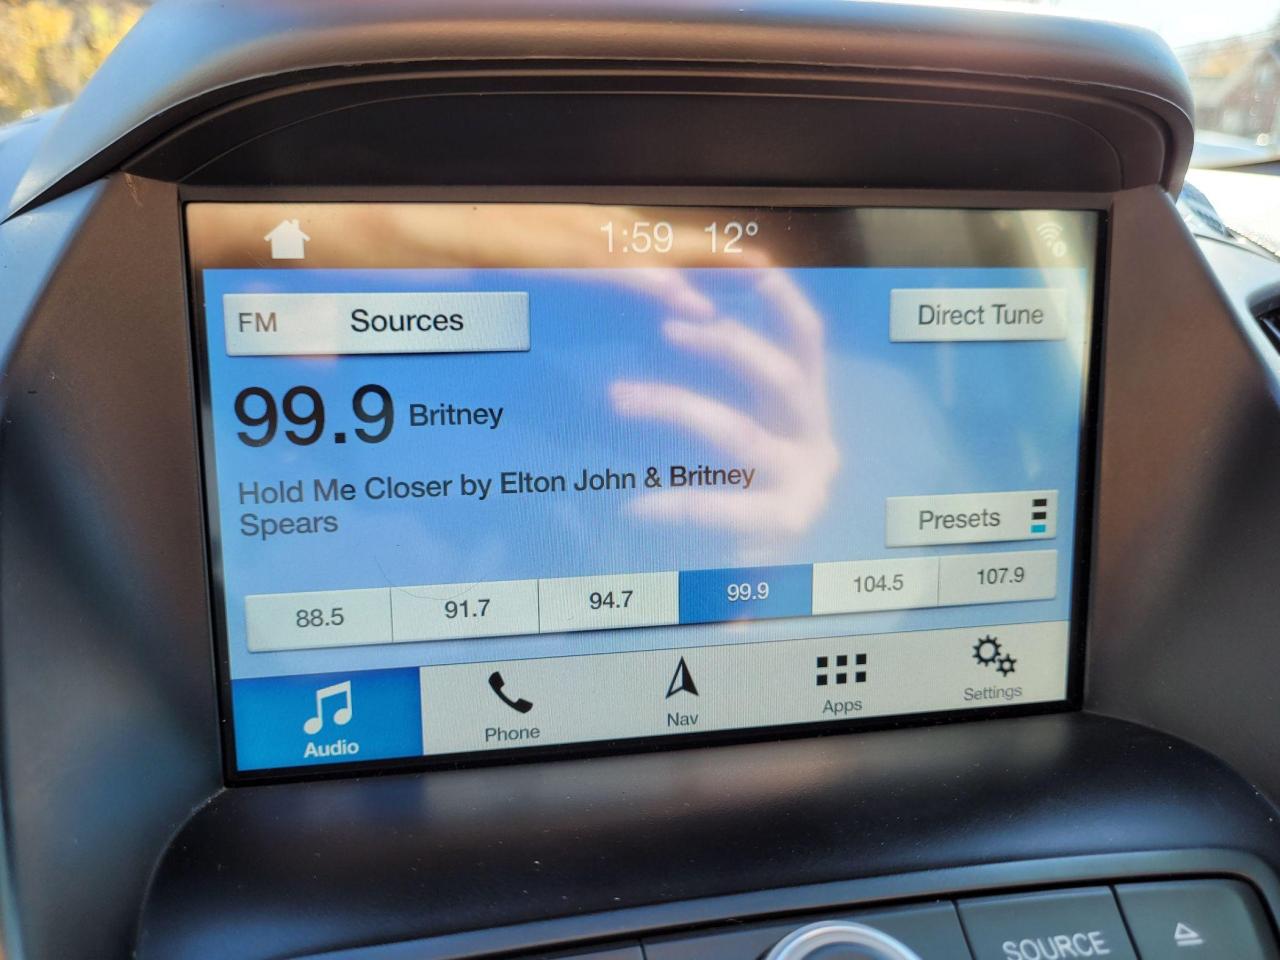 1:59 12°
FM Sources
Direct Tune
99.9 Britney
Hold Me Closer by Elton John & Britney
Spears
Presets
88.5 91.7 94.7 99.9 104.5 107.9
Audio Phone Nav Apps Settings
SOURCE